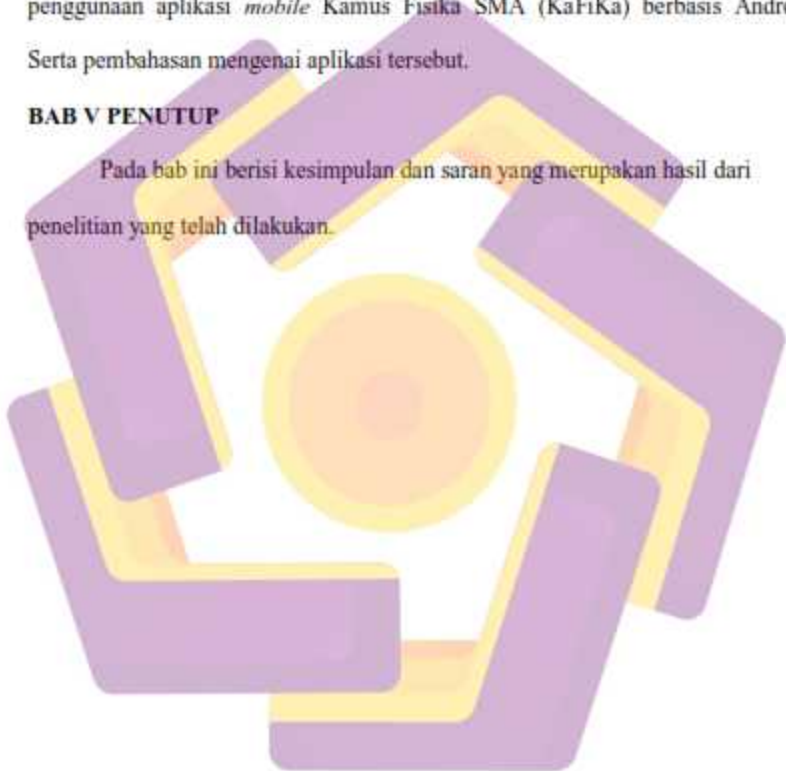 penggunaan aplikasi mobile Kamus Fisika SMA (KaFiKa) berbasis
Serta pembahasan mengenai aplikasi tersebut.
BAB V PENUTUP
Pada bab ini berisi kesimpulan dan saran yang merupakan hasil dari
penelitian yang telah dilakukan.